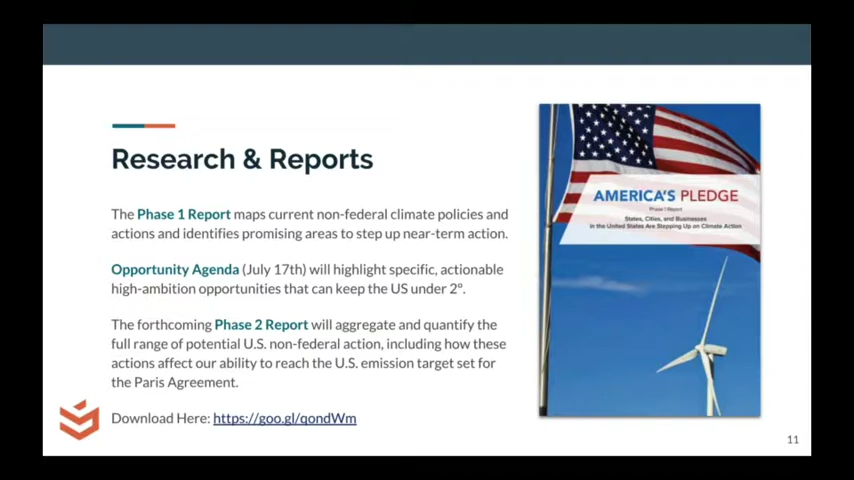 Research & Reports
The Phase 1 Report maps current non-federal climate policies and
actions and identifies promising areas to step up near-term action.
Opportunity Agenda (July 17th) will highlight specific, actionable
high-ambition opportunities that can keep the US under 2°.
The forthcoming Phase 2 Report will aggregate and quantify the
full range of potential U.S. non-federal action, including how these
actions affect our ability to reach the U.S. emission target set for
the Paris Agreement.
Download Here: https://goo.gl/qondWm
AMERICA'S PLEDGE
Phase 1 Report
States, Cities, and Businesses
in the United States Are Stepping Up on Climate Action
11